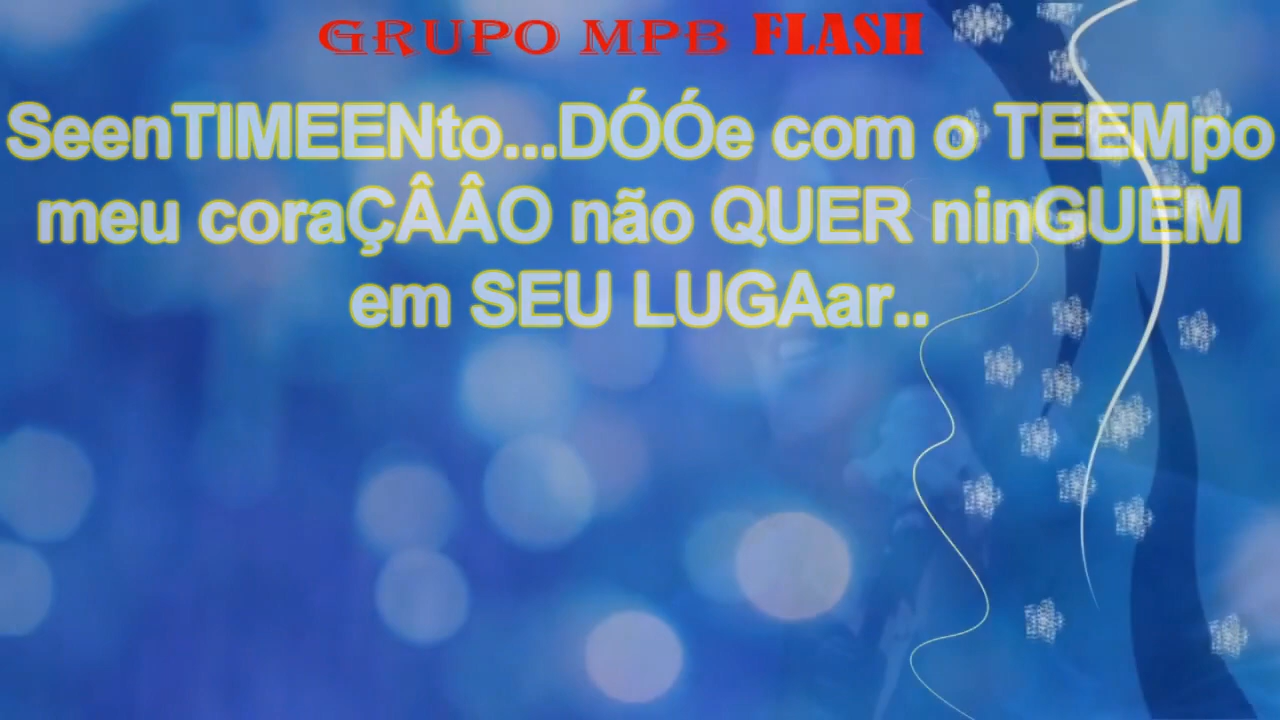 GRUPO MPB FLASH
SeenTIMEENto...DÓÓe com o TEEMpo
meu coraÇÂÂO não QUER ninGUEM
em SEU LUGAar..